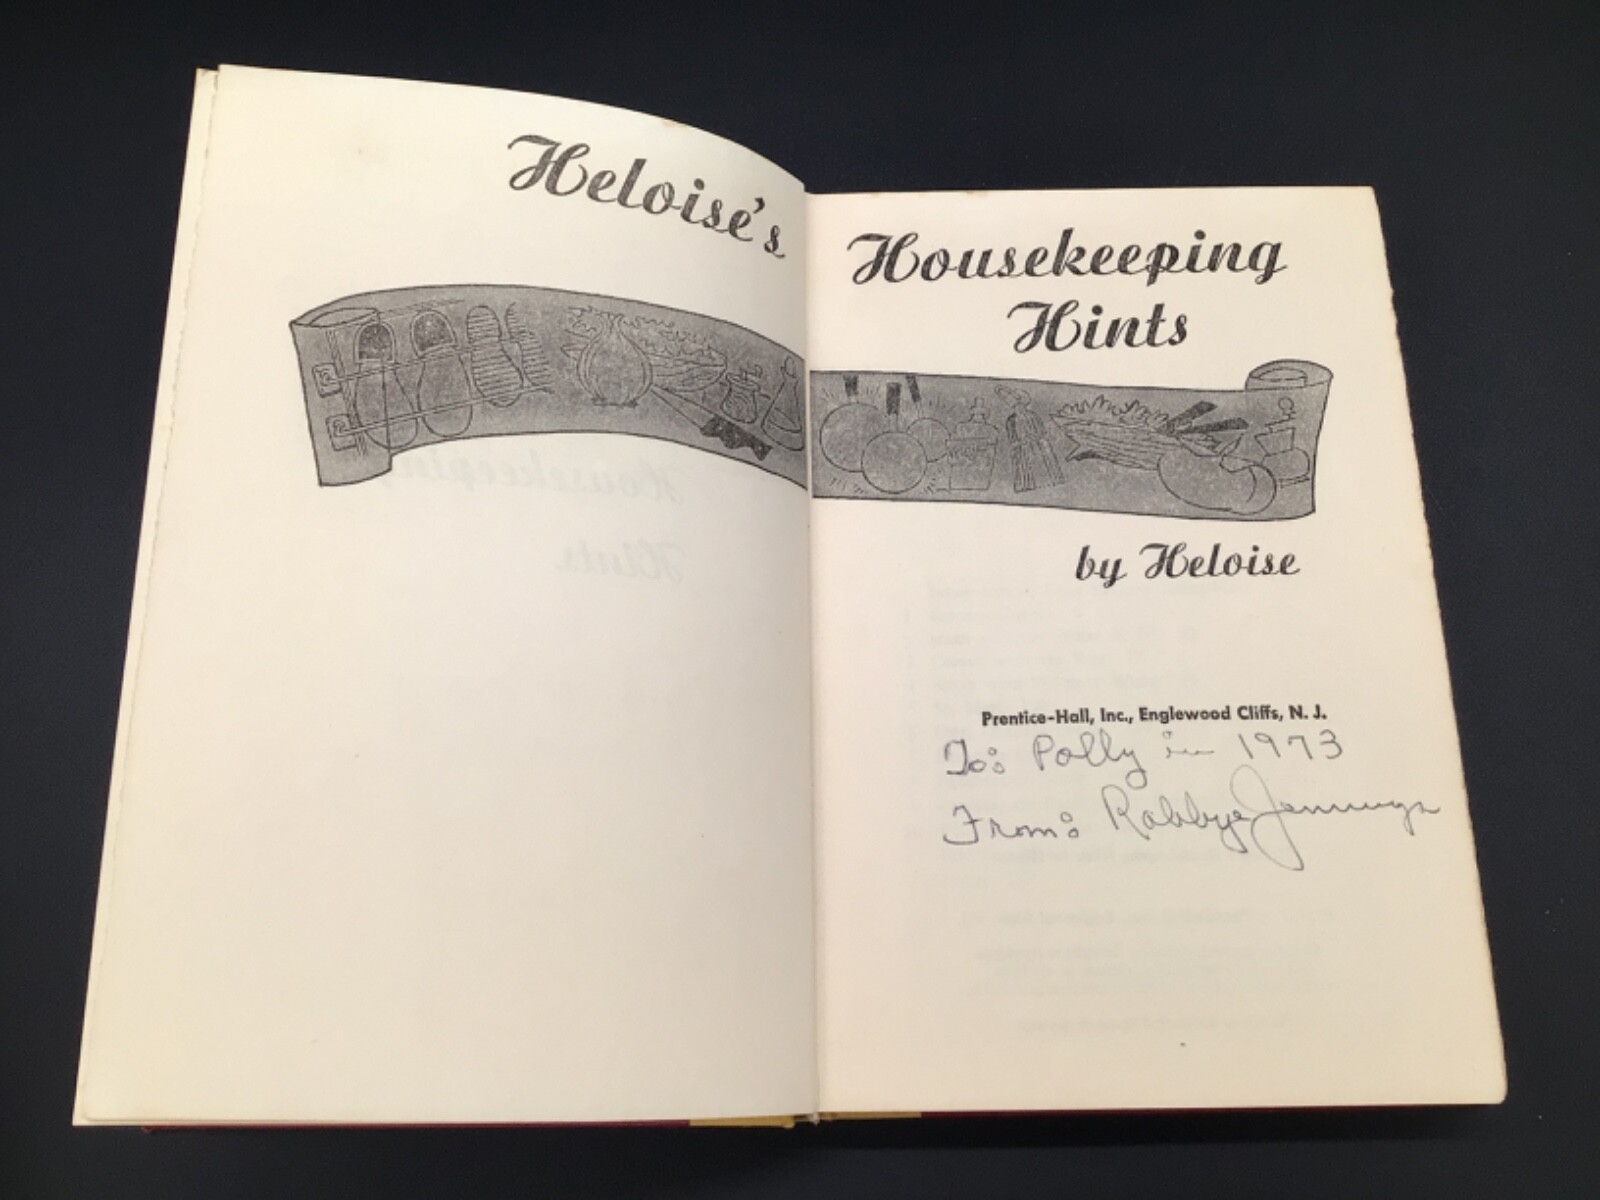 Heloise's
Housekeeping
Hints
by Heloise
Prentice-Hall, Inc., Englewood Cliffs, N. J.
To: Polly in 1973
From: Robbye Jennings